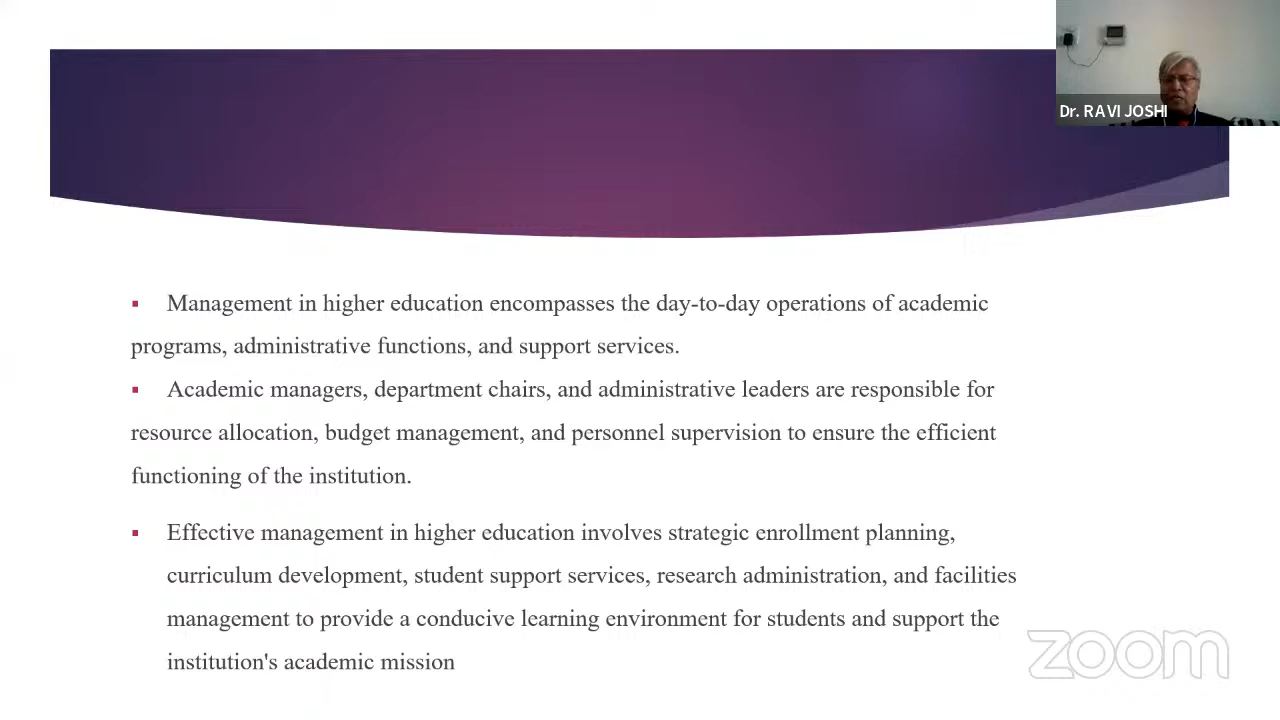 Dr. RAVI JOSHI
▪ Management in higher education encompasses the day-to-day operations of academic
programs, administrative functions, and support services.
▪ Academic managers, department chairs, and administrative leaders are responsible for
resource allocation, budget management, and personnel supervision to ensure the efficient
functioning of the institution.
▪ Effective management in higher education involves strategic enrollment planning,
curriculum development, student support services, research administration, and facilities
management to provide a conducive learning environment for students and support the
institution's academic mission
zoom